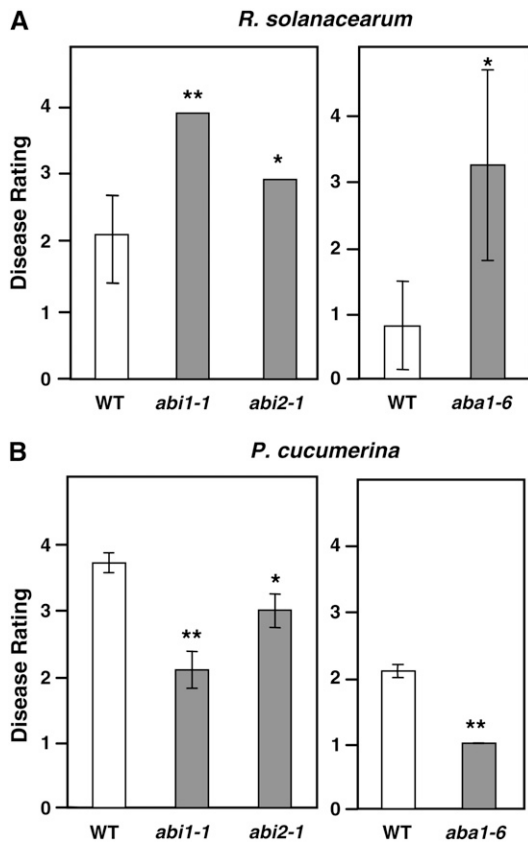 A
R. solanacearum
Disease Rating
4
3
2
1
0
**
*
WT
abi1-1
abi2-1
4
3
2
1
0
*
WT
aba1-6
B
P. cucumerina
Disease Rating
4
3
2
1
0
**
*
WT
abi1-1
abi2-1
4
3
2
1
0
**
WT
aba1-6